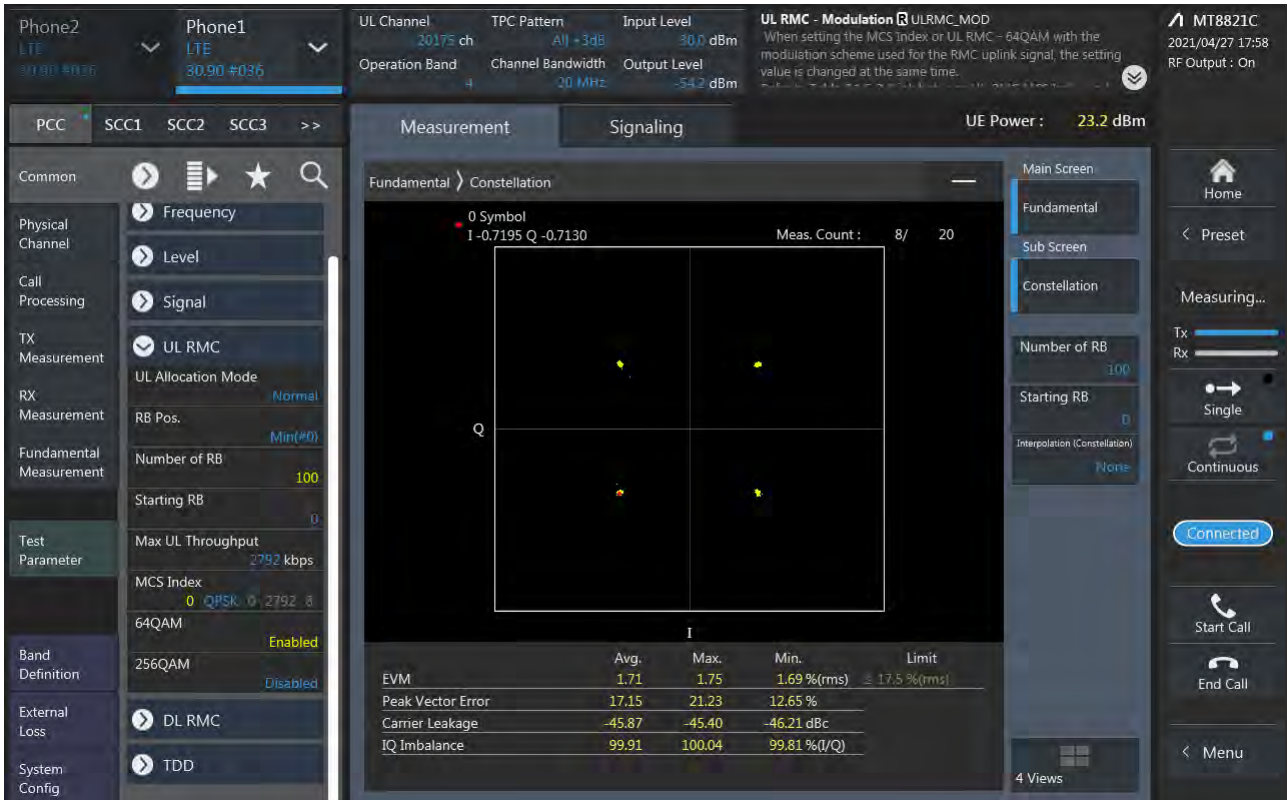 Phone2
LTE
30.90 #036
Phone1
LTE
30.90 #036
UL Channel
20175 ch
Operation Band
4
TPC Pattern
All +3dB
Channel Bandwidth
20 MHz
Input Level
30.0 dBm
Output Level
-54.2 dBm
UL RMC - Modulation R ULRMC_MOD
When setting the MCS Index or UL RMC - 64QAM with the
modulation scheme used for the RMC uplink signal, the setting
value is changed at the same time.
MT8821C
2021/04/27 17:58
RF Output : On
PCC SCC1 SCC2 SCC3 >>
Measurement
Signaling
UE Power : 23.2 dBm
Common
Physical
Channel
Call
Processing
TX
Measurement
RX
Measurement
Fundamental
Measurement
Test
Parameter
Band
Definition
External
Loss
System
Config
Frequency
Level
Signal
UL RMC
UL Allocation Mode
Normal
RB Pos.
Min(#0)
Number of RB
100
Starting RB
0
Max UL Throughput
2792 kbps
MCS Index
0 QPSK 0 2792 8
64QAM
Enabled
256QAM
Disabled
DL RMC
TDD
Fundamental 〉 Constellation
0 Symbol
I -0.7195 Q -0.7130
Meas. Count : 8/ 20
Q
I
Avg. Max. Min. Limit
EVM 1.71 1.75 1.69 %(rms) ≤ 17.5 %(rms)
Peak Vector Error 17.15 21.23 12.65 %
Carrier Leakage -45.87 -45.40 -46.21 dBc
IQ Imbalance 99.91 100.04 99.81 %(I/Q)
Main Screen
Fundamental
Sub Screen
Constellation
Number of RB
100
Starting RB
0
Interpolation (Constellation)
None
4 Views
Home
< Preset
Measuring...
Tx
Rx
Single
Continuous
Connected
Start Call
End Call
< Menu